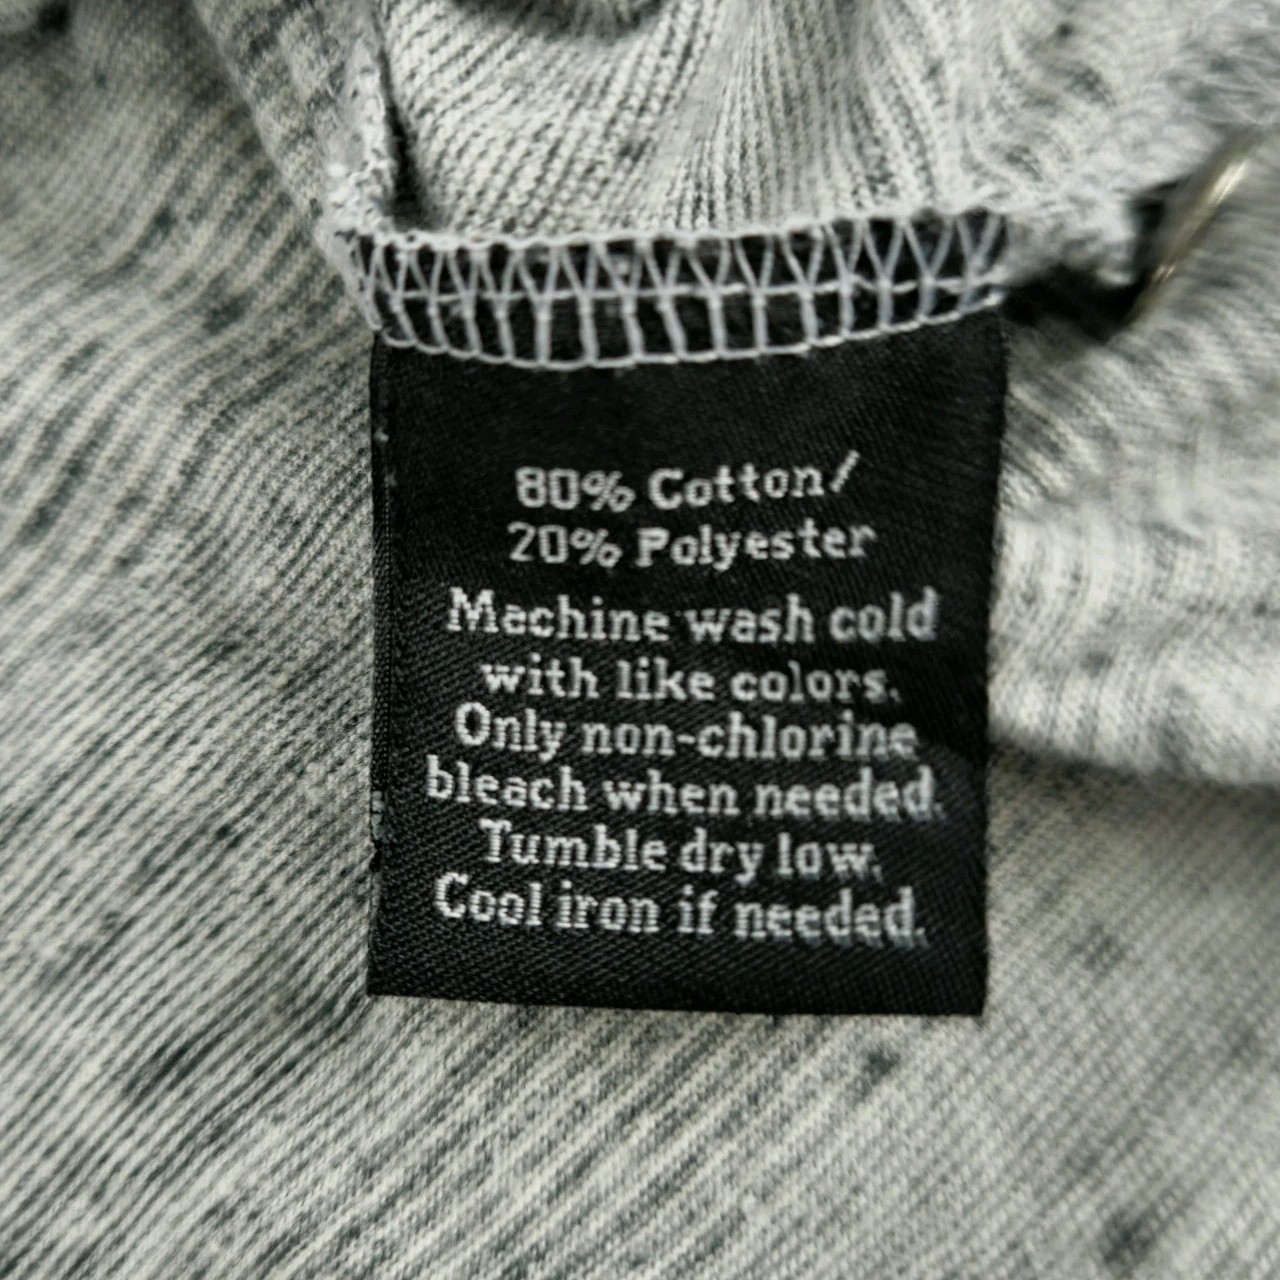 80% Cotton/
20% Polyester
Machine wash cold
with like colors.
Only non-chlorine
bleach when needed.
Tumble dry low.
Cool iron if needed.